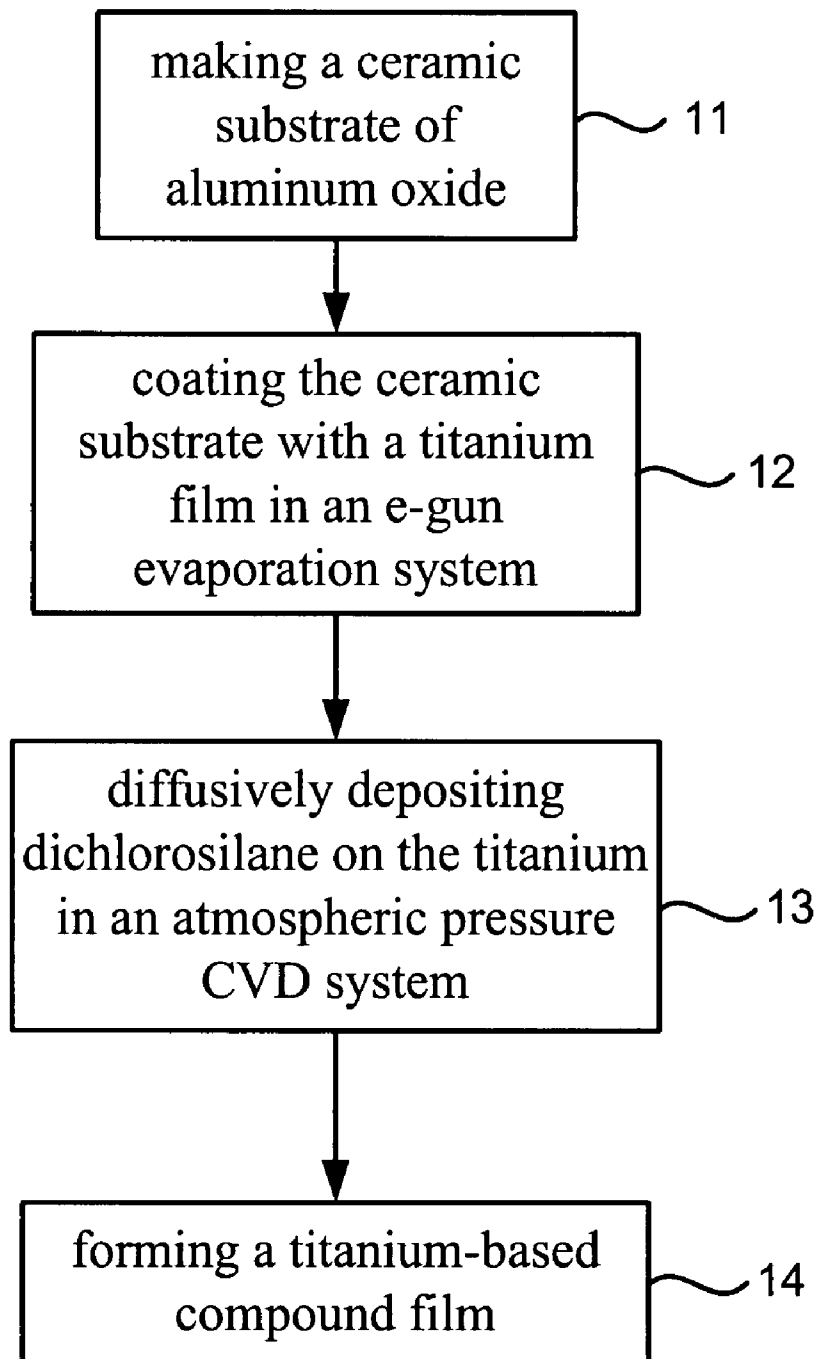 making a ceramic
substrate of
aluminum oxide
11
coating the ceramic
substrate with a titanium
film in an e-gun
evaporation system
12
diffusively depositing
dichlorosilane on the titanium
in an atmospheric pressure
CVD system
13
forming a titanium-based
compound film
14